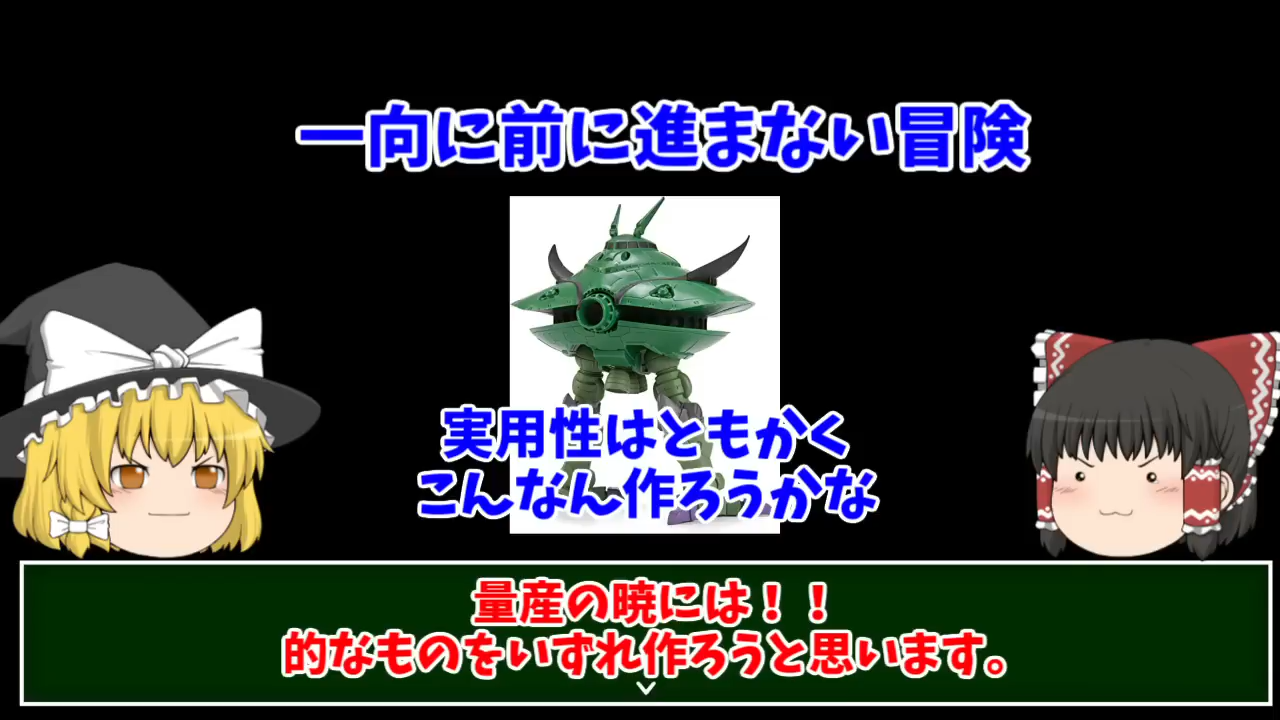 一向に前に進まない冒険
実用性はともかく
こんなん作ろうかな
量産の暁には！！
的なものをいずれ作ろうと思います。